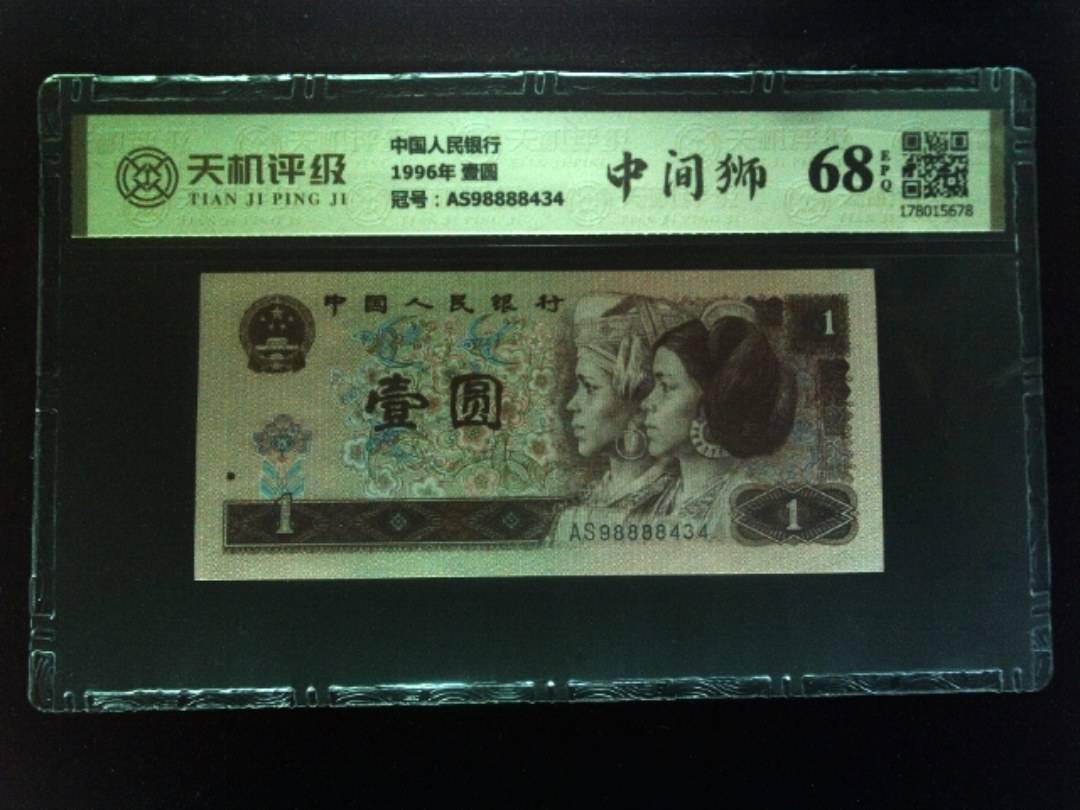 天机评级
TIAN JI PING JI
中国人民银行
1996年 壹圆
冠号：AS98888434
中间狮
68
EPQ
178015678
中国人民银行
1
壹圆
1
AS98888434
1